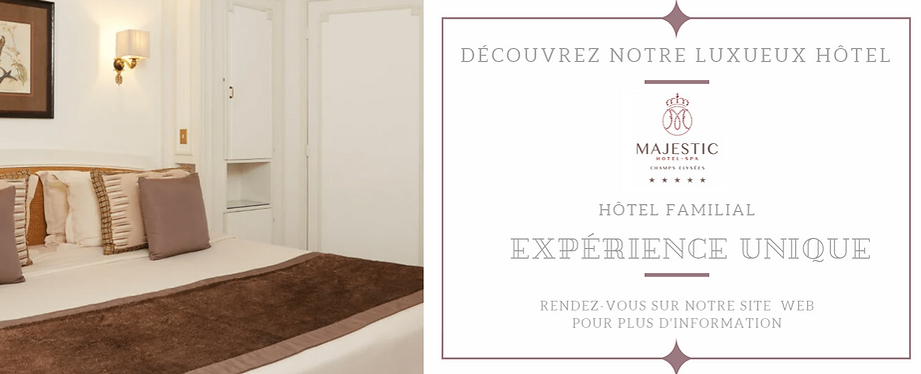 DÉCOUVREZ NOTRE LUXUEUX HÔTEL
MAJESTIC
HOTEL-SPA
CHAMPS ELYSÉES
HÔTEL FAMILIAL
EXPÉRIENCE UNIQUE
RENDEZ-VOUS SUR NOTRE SITE WEB
POUR PLUS D'INFORMATION